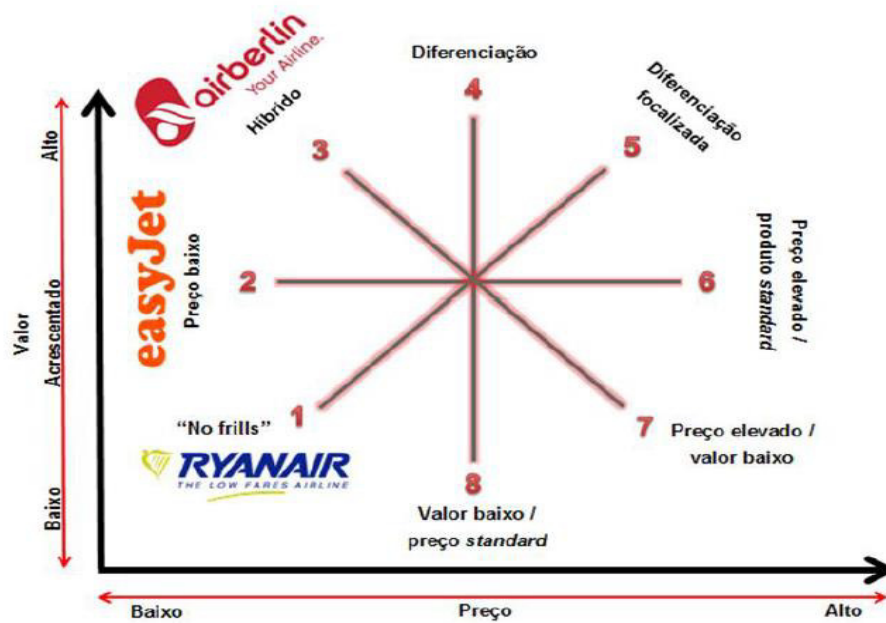 airberlin
Your Airline.
Híbrido
Diferenciação
Diferenciação
focalizada
4
3
5
Alto
easyJet
Preço baixo
2
6
Preço elevado /
produto standard
Valor
Acrescentado
1
7
"No frills"
RYANAIR
THE LOW FARES AIRLINE
Preço elevado /
valor baixo
8
Valor baixo /
preço standard
Baixo
Baixo
Preço
Alto